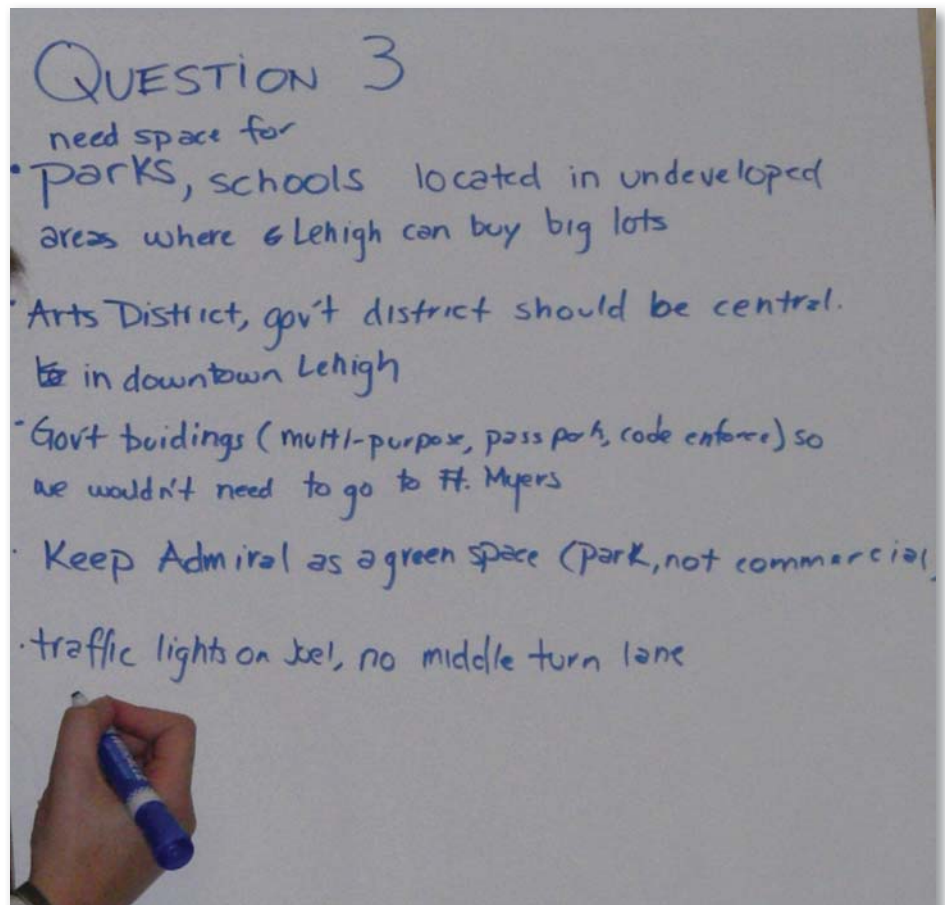 QUESTION 3
need space for
• parks, schools located in undeveloped
areas where Lehigh can buy big lots
• Arts District, gov't district should be central.
in downtown Lehigh
• Gov't buidings (multi-purpose, passports, code enforce) so
we wouldn't need to go to Ft. Myers
• Keep Admiral as a green space (park, not commercial)
• traffic lights on Joel, no middle turn lane